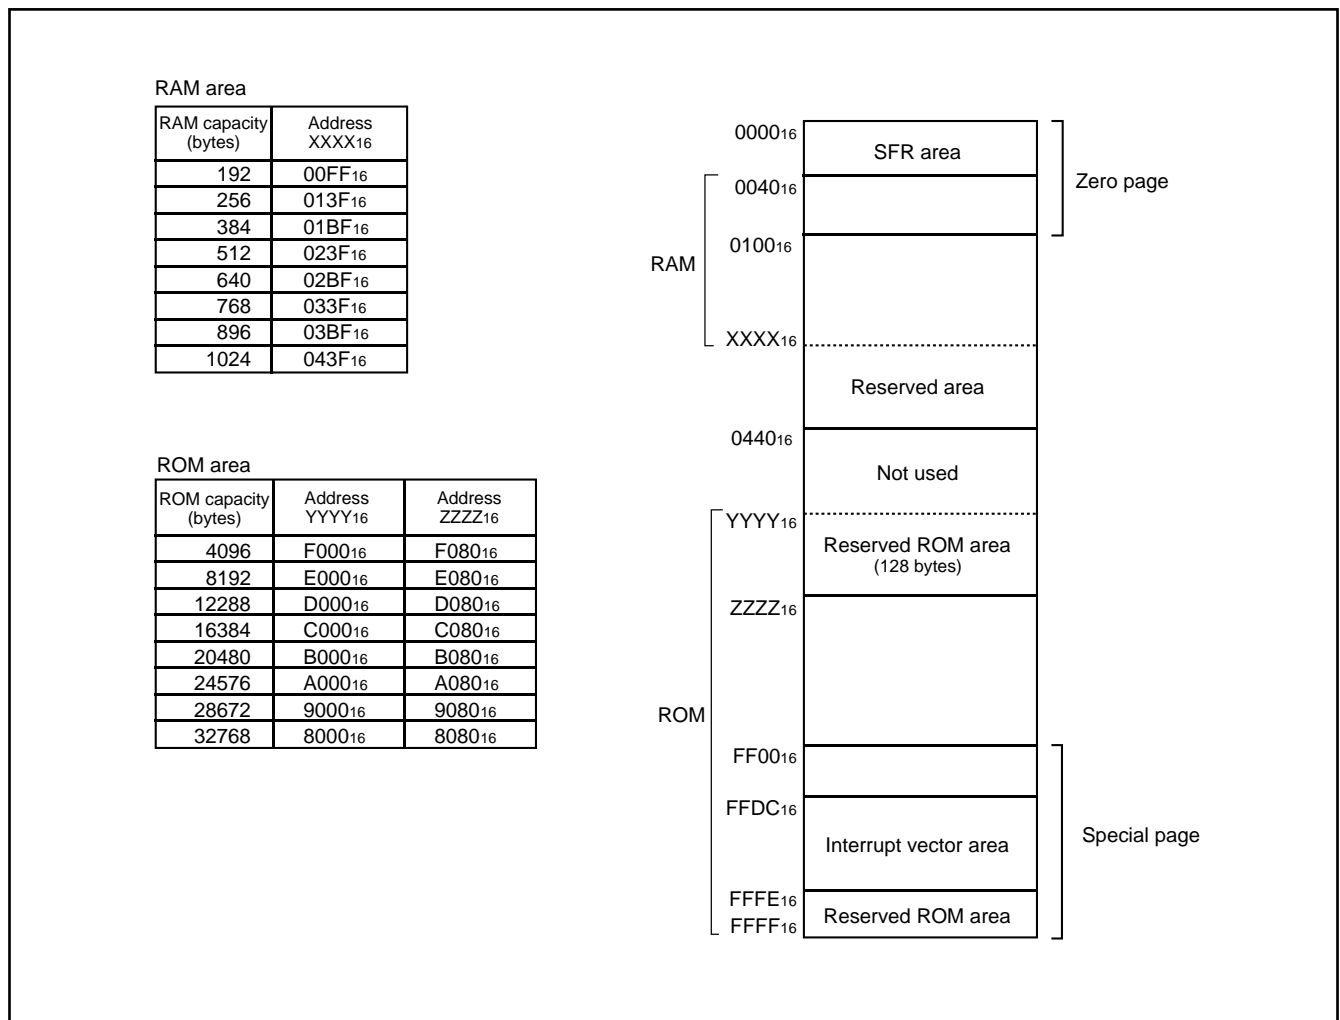 RAM area
RAM capacity (bytes) Address XXXX16
192 00FF16
256 013F16
384 01BF16
512 023F16
640 02BF16
768 033F16
896 03BF16
1024 043F16
ROM area
ROM capacity (bytes) Address YYYY16 Address ZZZZ16
4096 F00016 F08016
8192 E00016 E08016
12288 D00016 D08016
16384 C00016 C08016
20480 B00016 B08016
24576 A00016 A08016
28672 900016 908016
32768 800016 808016
000016
SFR area
Zero page
004016
010016
RAM
XXXX16
Reserved area
044016
Not used
YYYY16
Reserved ROM area
(128 bytes)
ZZZZ16
ROM
FF0016
FFDC16
Interrupt vector area
Special page
FFFE16
Reserved ROM area
FFFF16